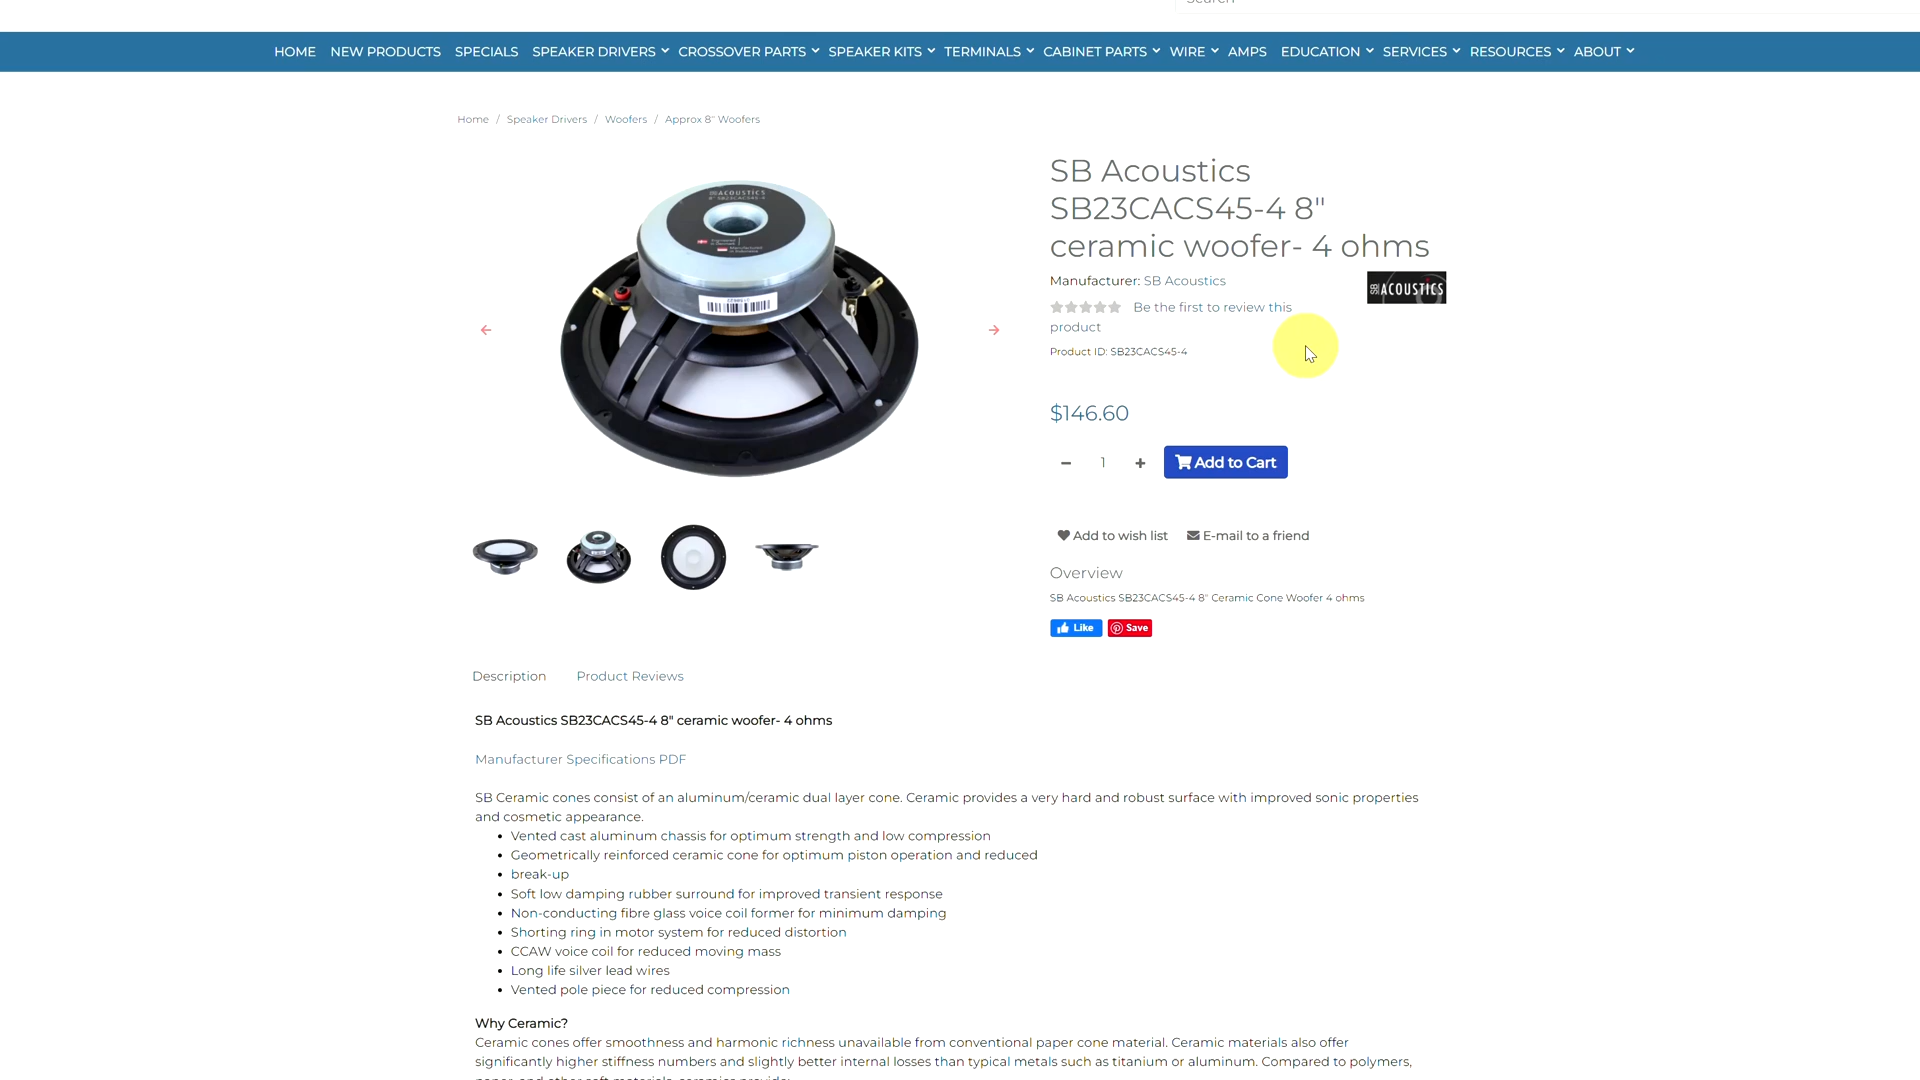 HOME NEW PRODUCTS SPECIALS SPEAKER DRIVERS CROSSOVER PARTS SPEAKER KITS TERMINALS CABINET PARTS WIRE AMPS EDUCATION SERVICES RESOURCES ABOUT
Home / Speaker Drivers / Woofers / Approx 8" Woofers
SB Acoustics
SB23CACS45-4 8"
ceramic woofer- 4 ohms
Manufacturer: SB Acoustics
SB ACOUSTICS
Be the first to review this
product
Product ID: SB23CACS45-4
$146.60
1
Add to Cart
Add to wish list E-mail to a friend
Overview
SB Acoustics SB23CACS45-4 8" Ceramic Cone Woofer 4 ohms
Like Save
Description Product Reviews
SB Acoustics SB23CACS45-4 8" ceramic woofer- 4 ohms
Manufacturer Specifications PDF
SB Ceramic cones consist of an aluminum/ceramic dual layer cone. Ceramic provides a very hard and robust surface with improved sonic properties
and cosmetic appearance.
• Vented cast aluminum chassis for optimum strength and low compression
• Geometrically reinforced ceramic cone for optimum piston operation and reduced
• break-up
• Soft low damping rubber surround for improved transient response
• Non-conducting fibre glass voice coil former for minimum damping
• Shorting ring in motor system for reduced distortion
• CCAW voice coil for reduced moving mass
• Long life silver lead wires
• Vented pole piece for reduced compression
Why Ceramic?
Ceramic cones offer smoothness and harmonic richness unavailable from conventional paper cone material. Ceramic materials also offer
significantly higher stiffness numbers and slightly better internal losses than typical metals such as titanium or aluminum. Compared to polymers,